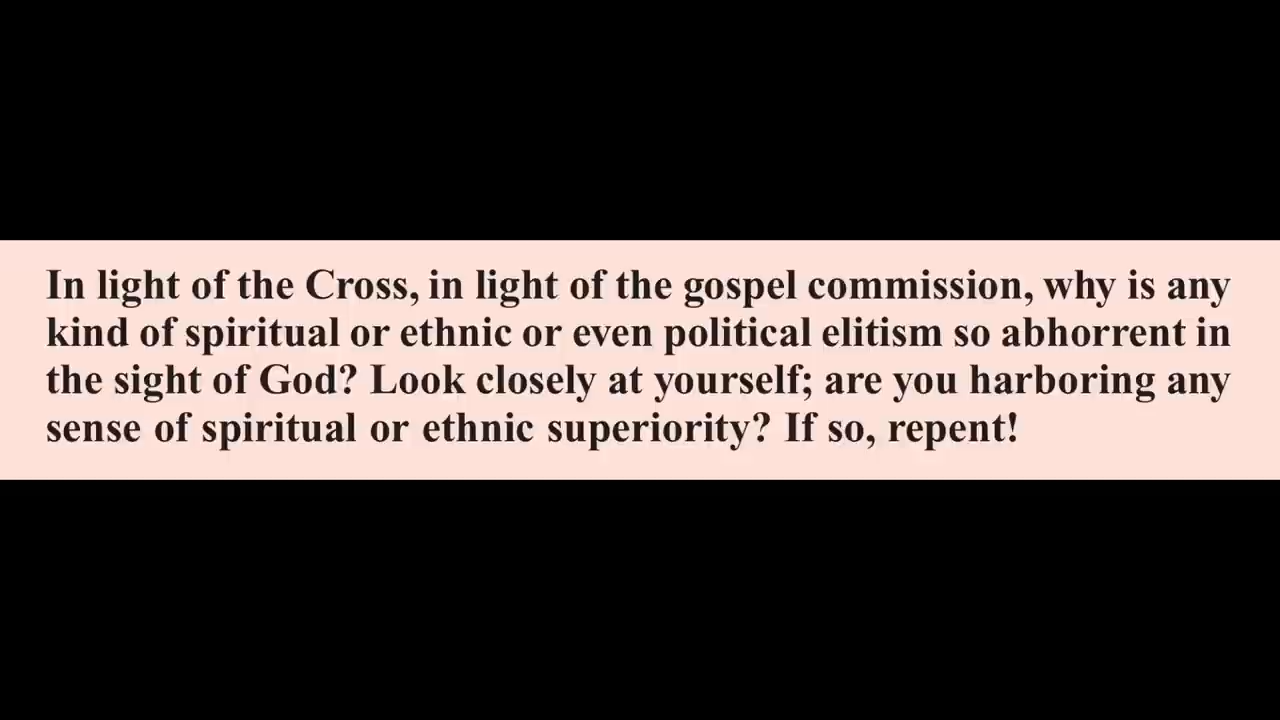 In light of the Cross, in light of the gospel commission, why is any
kind of spiritual or ethnic or even political elitism so abhorrent in
the sight of God? Look closely at yourself; are you harboring any
sense of spiritual or ethnic superiority? If so, repent!